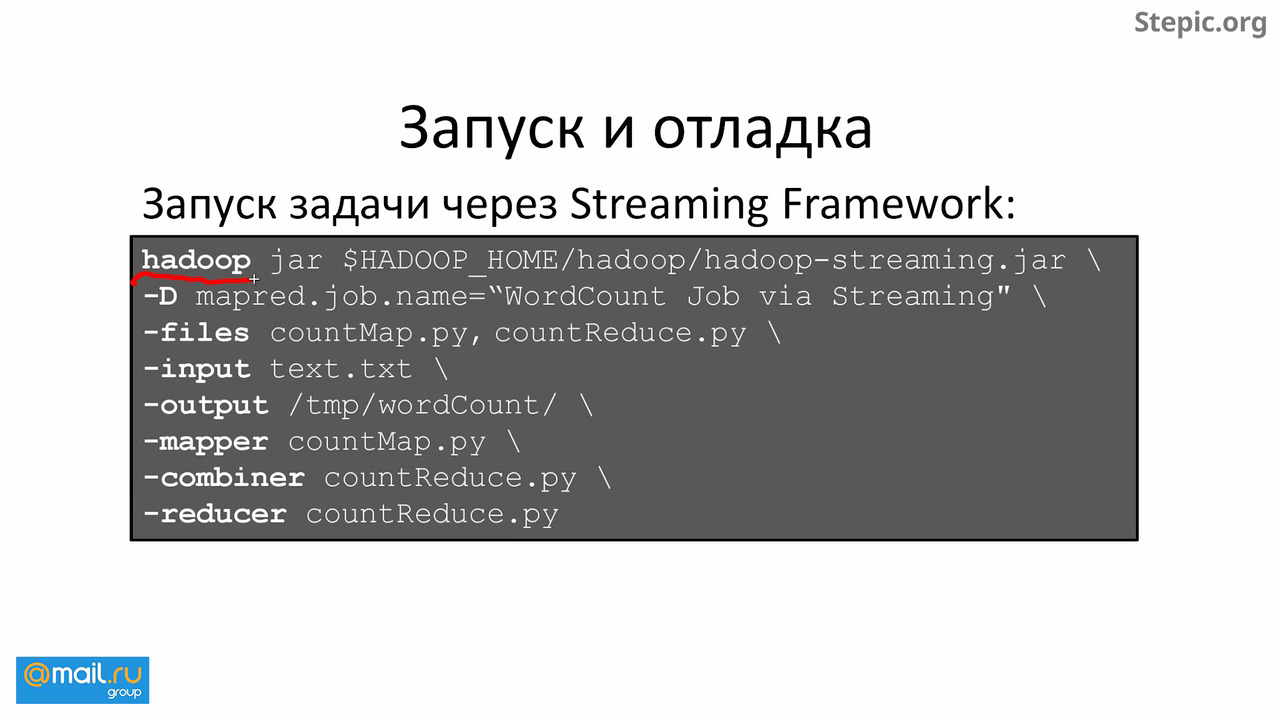 Stepic.org
Запуск и отладка
Запуск задачи через Streaming Framework:
hadoop jar $HADOOP_HOME/hadoop/hadoop-streaming.jar \
-D mapred.job.name=“WordCount Job via Streaming" \
-files countMap.py, countReduce.py \
-input text.txt \
-output /tmp/wordCount/ \
-mapper countMap.py \
-combiner countReduce.py \
-reducer countReduce.py
@mail.ru
group